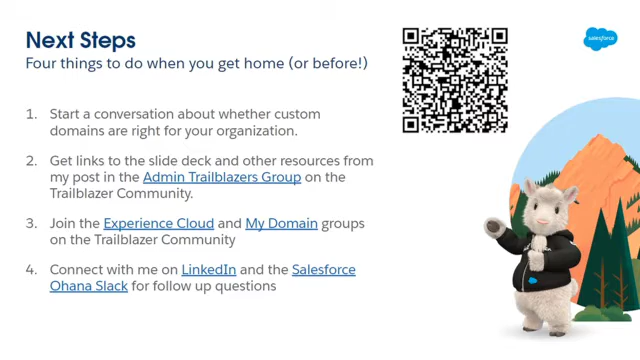 Next Steps
Four things to do when you get home (or before!)
salesforce
1. Start a conversation about whether custom
domains are right for your organization.
2. Get links to the slide deck and other resources from
my post in the Admin Trailblazers Group on the
Trailblazer Community.
3. Join the Experience Cloud and My Domain groups
on the Trailblazer Community
4. Connect with me on LinkedIn and the Salesforce
Ohana Slack for follow up questions